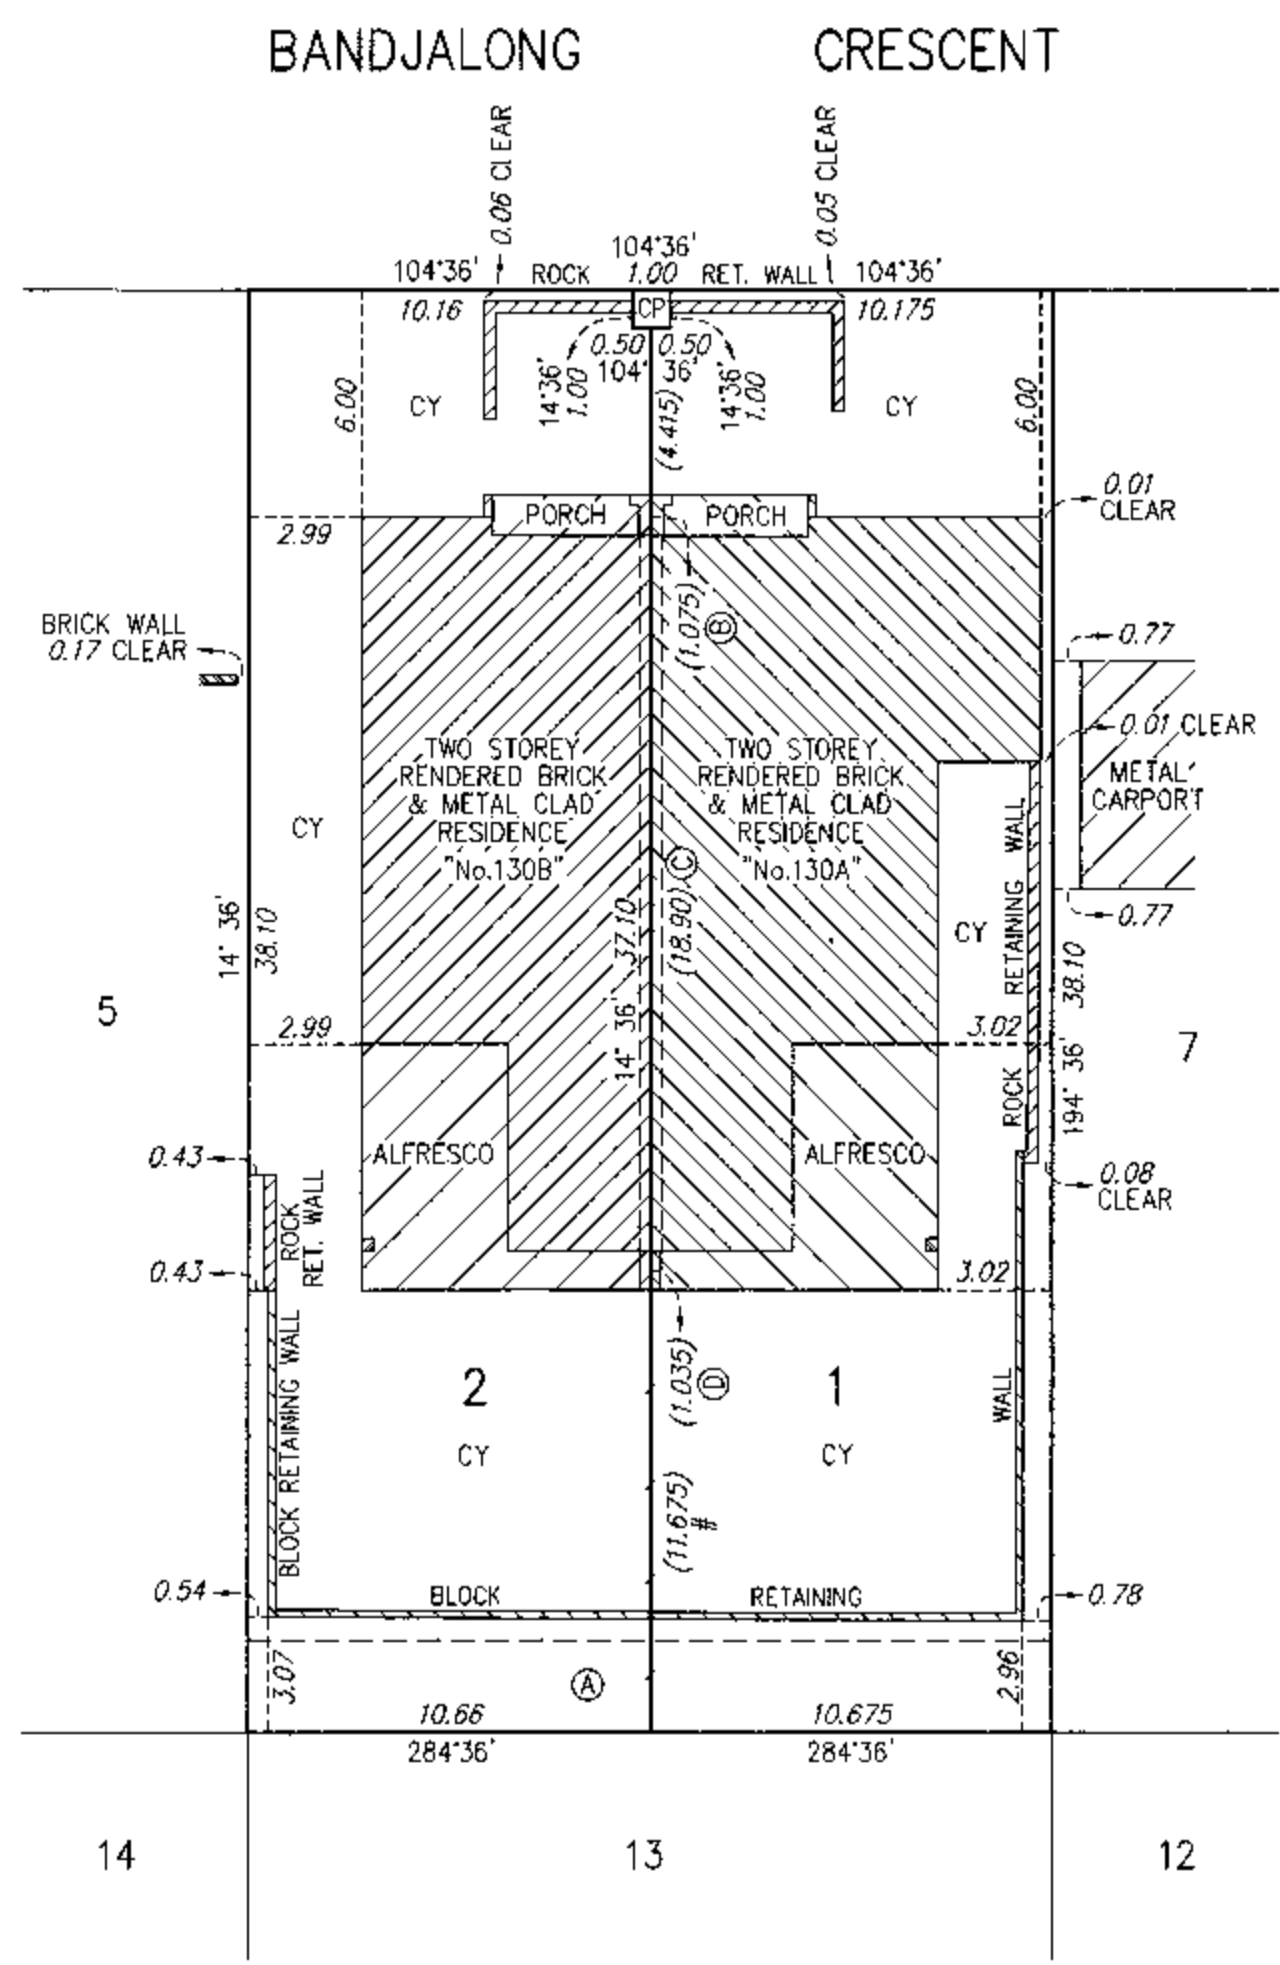 BANDJALONG CRESCENT
0.06 CLEAR
0.05 CLEAR
104°36'
104°36'
104°36'
ROCK
1.00
RET. WALL
10.16
CP
10.175
0.50 0.50
104° 36'
14°36'
1.00
14°36'
1.00
6.00
CY
(4.415)
CY
6.00
0.01
CLEAR
PORCH
PORCH
2.99
BRICK WALL
0.17 CLEAR
(1.075)
B
0.77
0.01 CLEAR
METAL
CARPORT
0.77
TWO STOREY
RENDERED BRICK
& METAL CLAD
RESIDENCE
"No.130B"
TWO STOREY
RENDERED BRICK
& METAL CLAD
RESIDENCE
"No.130A"
CY
C
(18.90)
14° 36' 37.10
14° 36'
38.10
CY
ROCK RETAINING WALL
38.10
194° 36'
5
7
2.99
3.02
ALFRESCO
ALFRESCO
0.43
0.08
CLEAR
ROCK
RET. WALL
0.43
3.02
BLOCK RETAINING WALL
2
CY
(1.035)
D
1
CY
WALL
(11.675)
#
0.54
BLOCK
RETAINING
0.78
3.07
A
2.96
10.66
10.675
284°36'
284°36'
14
13
12